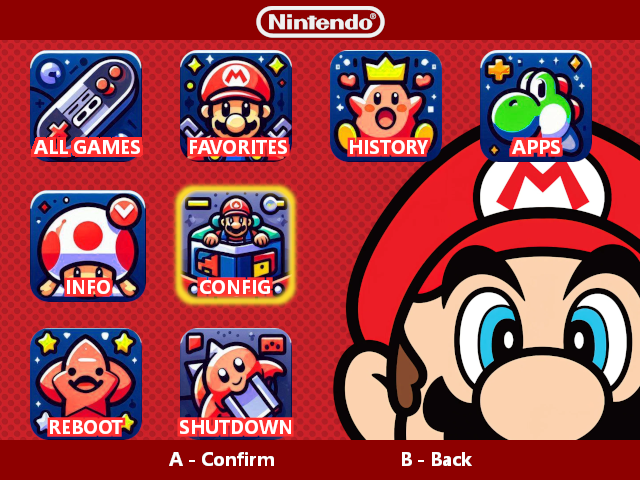 Nintendo®
ALL GAMES
FAVORITES
HISTORY
APPS
INFO
CONFIG
REBOOT
SHUTDOWN
A - Confirm
B - Back